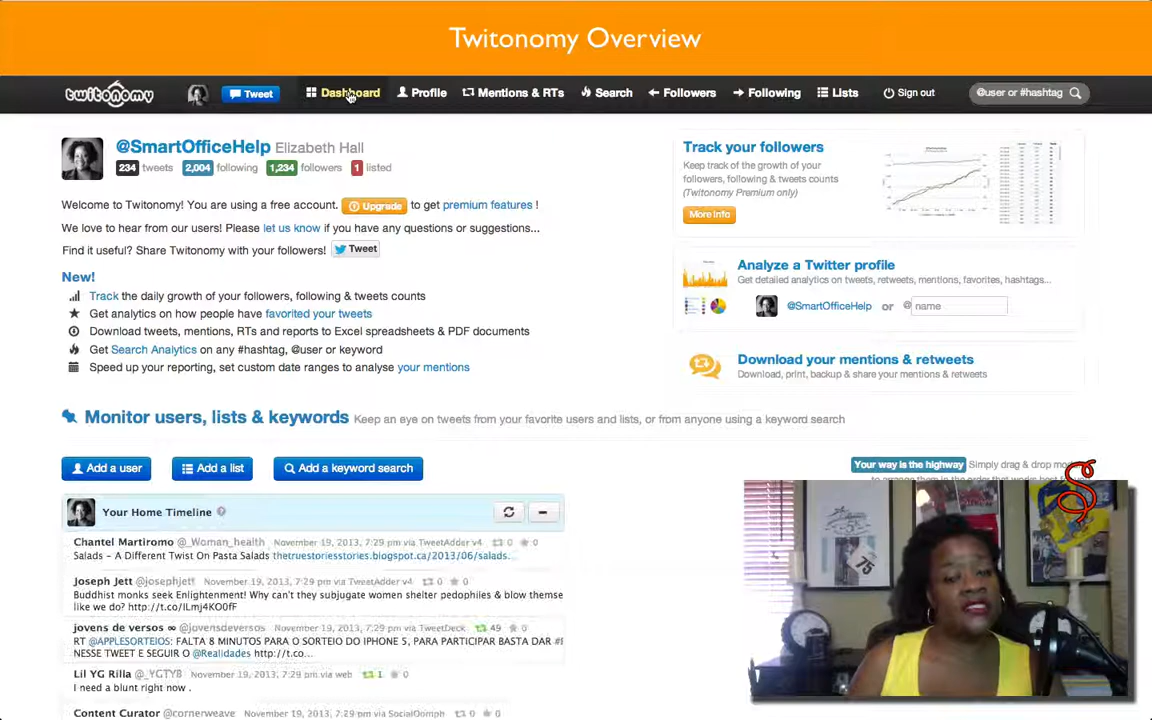 Twitonomy Overview
twitonomy
Tweet
Dashboard
Profile
Mentions & RTs
Search
Followers
Following
Lists
Sign out
@user or #hashtag
@SmartOfficeHelp Elizabeth Hall
234 tweets 2,004 following 1,234 followers 1 listed
Welcome to Twitonomy! You are using a free account. Upgrade to get premium features !
We love to hear from our users! Please let us know if you have any questions or suggestions...
Find it useful? Share Twitonomy with your followers! Tweet
New!
Track the daily growth of your followers, following & tweets counts
Get analytics on how people have favorited your tweets
Download tweets, mentions, RTs and reports to Excel spreadsheets & PDF documents
Get Search Analytics on any #hashtag, @user or keyword
Speed up your reporting, set custom date ranges to analyse your mentions
Track your followers
Keep track of the growth of your
followers, following & tweets counts
(Twitonomy Premium only)
More info
Analyze a Twitter profile
Get detailed analytics on tweets, retweets, mentions, favorites, hashtags...
@SmartOfficeHelp or @ name
Download your mentions & retweets
Download, print, backup & share your mentions & retweets
Monitor users, lists & keywords Keep an eye on tweets from your favorite users and lists, or from anyone using a keyword search
Add a user
Add a list
Add a keyword search
Your way is the highway Simply drag & drop
Your Home Timeline
Chantel Martiromo @_Woman_health November 19, 2013, 7:29 pm via TweetAdder v4 0 0
Salads - A Different Twist On Pasta Salads thetruestoriesstories.blogspot.ca/2013/06/salads...
Joseph Jett @josephjett November 19, 2013, 7:29 pm via TweetAdder v4 0 0
Buddhist monks seek Enlightenment! Why can't they subjugate women shelter pedophiles & blow themse
like we do? http://t.co/ILmj4KO0fF
jovens de versos ∞ @jovensdeversos November 19, 2013, 7:29 pm via TweetDeck 49 0
RT @APPLESORTEIOS: FALTA 8 MINUTOS PARA O SORTEIO DO IPHONE 5, PARA PARTICIPAR BASTA DAR
NESSE TWEET E SEGUIR O @Realidades http://t.co...
Lil YG Rilla @_YGTYB November 19, 2013, 7:29 pm via web 1 0
I need a blunt right now .
Content Curator @cornerweave November 19, 2013, 7:29 pm via SocialOomph 0 0
S
75